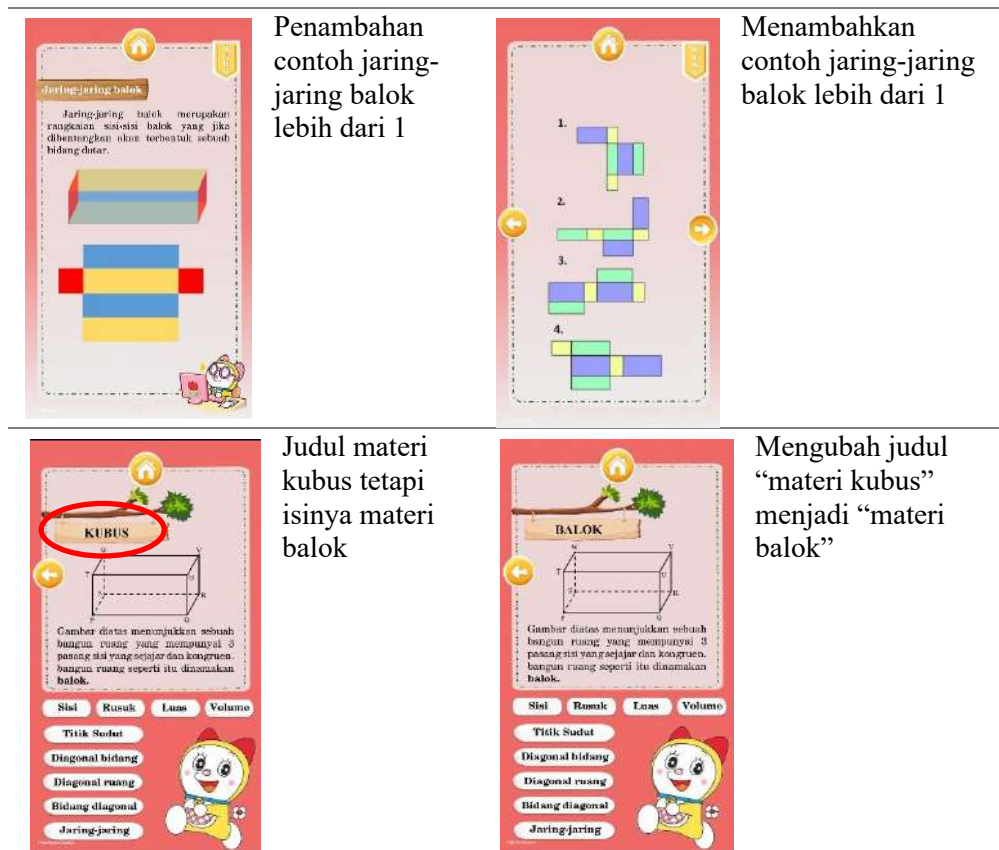 Jaring-jaring balok
Jaring-jaring balok merupakan
rangkaian sisi-sisi balok yang jika
dibentangkan akan terbentuk sebuah
bidang datar.
Penambahan
contoh jaring-
jaring balok
lebih dari 1
1.
2.
3.
4.
Menambahkan
contoh jaring-jaring
balok lebih dari 1
KUBUS
W V
T U
S R
P Q
Gambar diatas menunjukkan sebuah
bangun ruang yang mempunyai 3
pasang sisi yang sejajar dan kongruen.
bangun ruang seperti itu dinamakan
balok.
Sisi Rusuk Luas Volume
Titik Sudut
Diagonal bidang
Diagonal ruang
Bidang diagonal
Jaring-jaring
Judul materi
kubus tetapi
isinya materi
balok
BALOK
W V
T U
S R
P Q
Gambar diatas menunjukkan sebuah
bangun ruang yang mempunyai 3
pasang sisi yang sejajar dan kongruen.
bangun ruang seperti itu dinamakan
balok.
Sisi Rusuk Luas Volume
Titik Sudut
Diagonal bidang
Diagonal ruang
Bidang diagonal
Jaring-jaring
Mengubah judul
“materi kubus”
menjadi “materi
balok”